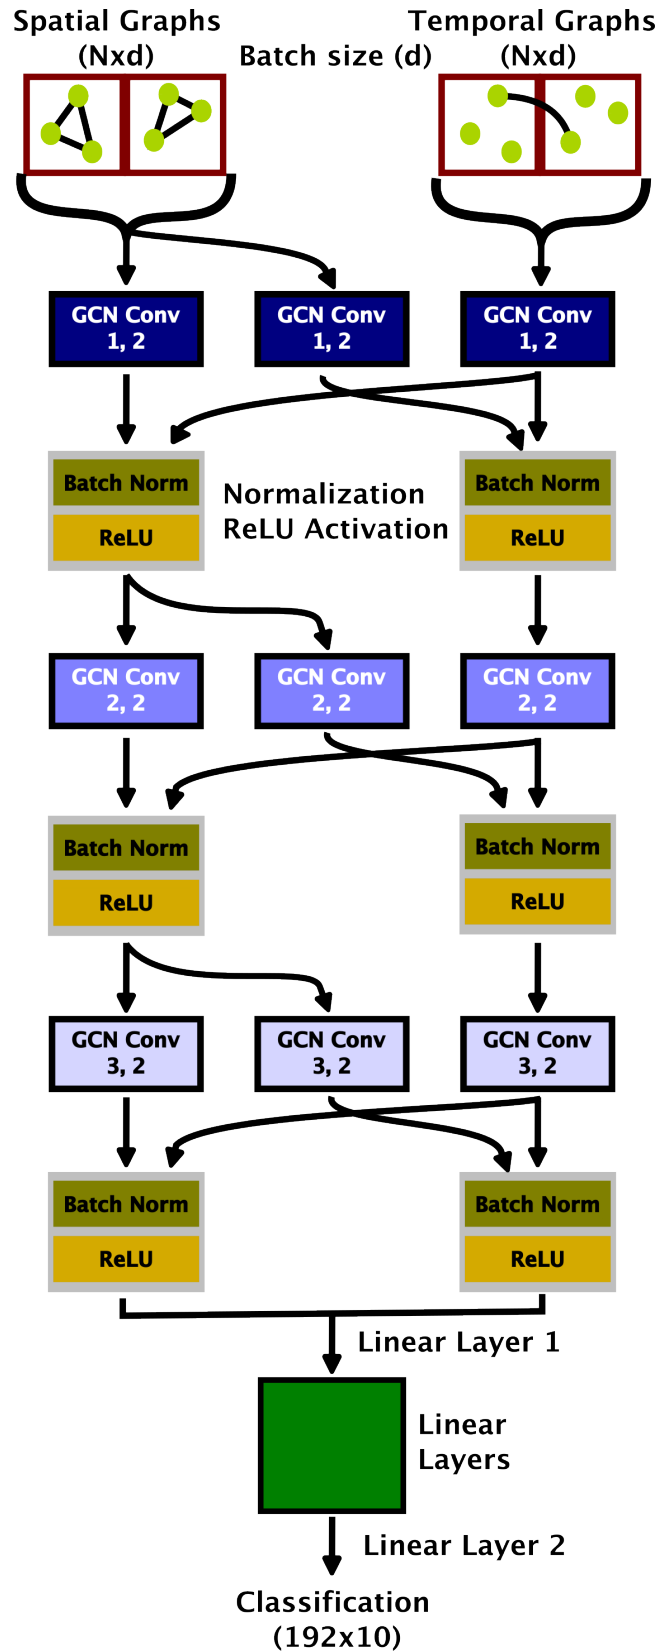 Spatial Graphs
(Nxd)
Batch size (d)
Temporal Graphs
(Nxd)
GCN Conv
1, 2
GCN Conv
1, 2
GCN Conv
1, 2
Batch Norm
ReLU
Normalization
ReLU Activation
Batch Norm
ReLU
GCN Conv
2, 2
GCN Conv
2, 2
GCN Conv
2, 2
Batch Norm
ReLU
Batch Norm
ReLU
GCN Conv
3, 2
GCN Conv
3, 2
GCN Conv
3, 2
Batch Norm
ReLU
Batch Norm
ReLU
Linear Layer 1
Linear
Layers
Linear Layer 2
Classification
(192x10)